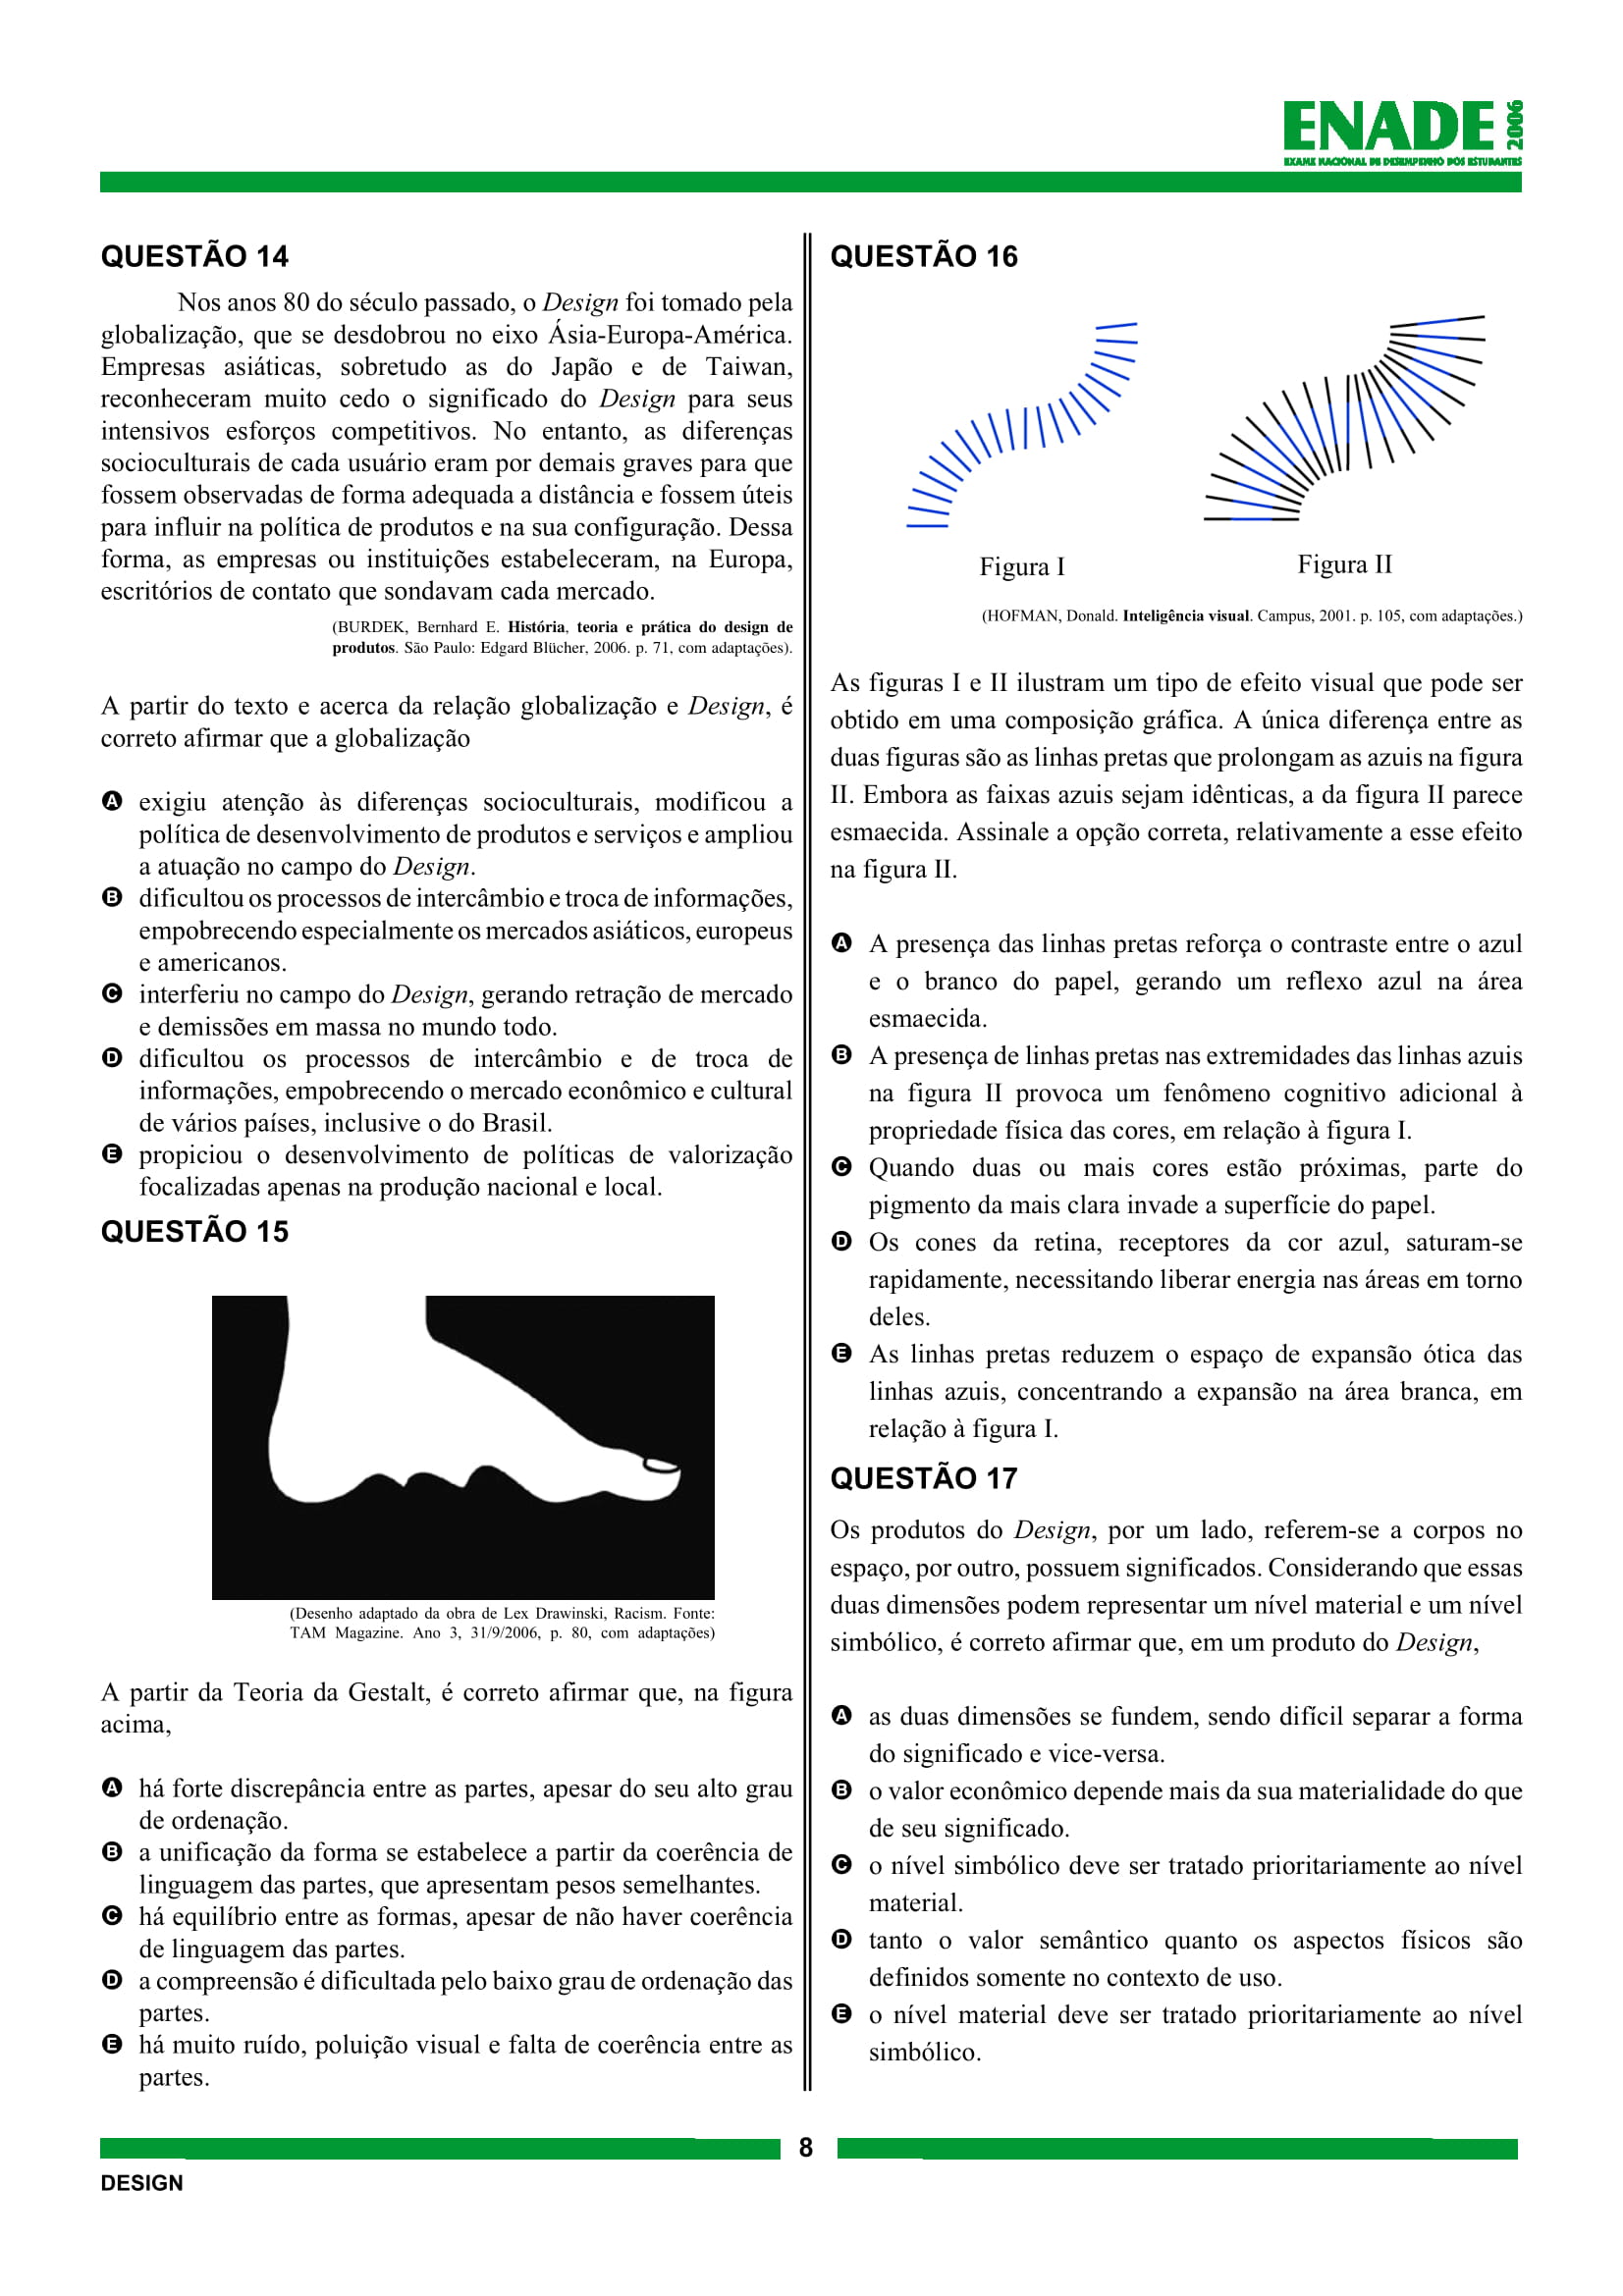 ENADE 2006
EXAME NACIONAL DE DESEMPENHO DOS ESTUDANTES
QUESTÃO 14
Nos anos 80 do século passado, o Design foi tomado pela
globalização, que se desdobrou no eixo Ásia-Europa-América.
Empresas asiáticas, sobretudo as do Japão e de Taiwan,
reconheceram muito cedo o significado do Design para seus
intensivos esforços competitivos. No entanto, as diferenças
socioculturais de cada usuário eram por demais graves para que
fossem observadas de forma adequada a distância e fossem úteis
para influir na política de produtos e na sua configuração. Dessa
forma, as empresas ou instituições estabeleceram, na Europa,
escritórios de contato que sondavam cada mercado.
(BURDEK, Bernhard E. História, teoria e prática do design de
produtos. São Paulo: Edgard Blücher, 2006. p. 71, com adaptações).
A partir do texto e acerca da relação globalização e Design, é
correto afirmar que a globalização
A exigiu atenção às diferenças socioculturais, modificou a
política de desenvolvimento de produtos e serviços e ampliou
a atuação no campo do Design.
B dificultou os processos de intercâmbio e troca de informações,
empobrecendo especialmente os mercados asiáticos, europeus
e americanos.
C interferiu no campo do Design, gerando retração de mercado
e demissões em massa no mundo todo.
D dificultou os processos de intercâmbio e de troca de
informações, empobrecendo o mercado econômico e cultural
de vários países, inclusive o do Brasil.
E propiciou o desenvolvimento de políticas de valorização
focalizadas apenas na produção nacional e local.
QUESTÃO 15
(Desenho adaptado da obra de Lex Drawinski, Racism. Fonte:
TAM Magazine. Ano 3, 31/9/2006, p. 80, com adaptações)
A partir da Teoria da Gestalt, é correto afirmar que, na figura
acima,
A há forte discrepância entre as partes, apesar do seu alto grau
de ordenação.
B a unificação da forma se estabelece a partir da coerência de
linguagem das partes, que apresentam pesos semelhantes.
C há equilíbrio entre as formas, apesar de não haver coerência
de linguagem das partes.
D a compreensão é dificultada pelo baixo grau de ordenação das
partes.
E há muito ruído, poluição visual e falta de coerência entre as
partes.
QUESTÃO 16
Figura I
Figura II
(HOFMAN, Donald. Inteligência visual. Campus, 2001. p. 105, com adaptações.)
As figuras I e II ilustram um tipo de efeito visual que pode ser
obtido em uma composição gráfica. A única diferença entre as
duas figuras são as linhas pretas que prolongam as azuis na figura
II. Embora as faixas azuis sejam idênticas, a da figura II parece
esmaecida. Assinale a opção correta, relativamente a esse efeito
na figura II.
A A presença das linhas pretas reforça o contraste entre o azul
e o branco do papel, gerando um reflexo azul na área
esmaecida.
B A presença de linhas pretas nas extremidades das linhas azuis
na figura II provoca um fenômeno cognitivo adicional à
propriedade física das cores, em relação à figura I.
C Quando duas ou mais cores estão próximas, parte do
pigmento da mais clara invade a superfície do papel.
D Os cones da retina, receptores da cor azul, saturam-se
rapidamente, necessitando liberar energia nas áreas em torno
deles.
E As linhas pretas reduzem o espaço de expansão ótica das
linhas azuis, concentrando a expansão na área branca, em
relação à figura I.
QUESTÃO 17
Os produtos do Design, por um lado, referem-se a corpos no
espaço, por outro, possuem significados. Considerando que essas
duas dimensões podem representar um nível material e um nível
simbólico, é correto afirmar que, em um produto do Design,
A as duas dimensões se fundem, sendo difícil separar a forma
do significado e vice-versa.
B o valor econômico depende mais da sua materialidade do que
de seu significado.
C o nível simbólico deve ser tratado prioritariamente ao nível
material.
D tanto o valor semântico quanto os aspectos físicos são
definidos somente no contexto de uso.
E o nível material deve ser tratado prioritariamente ao nível
simbólico.
8
DESIGN